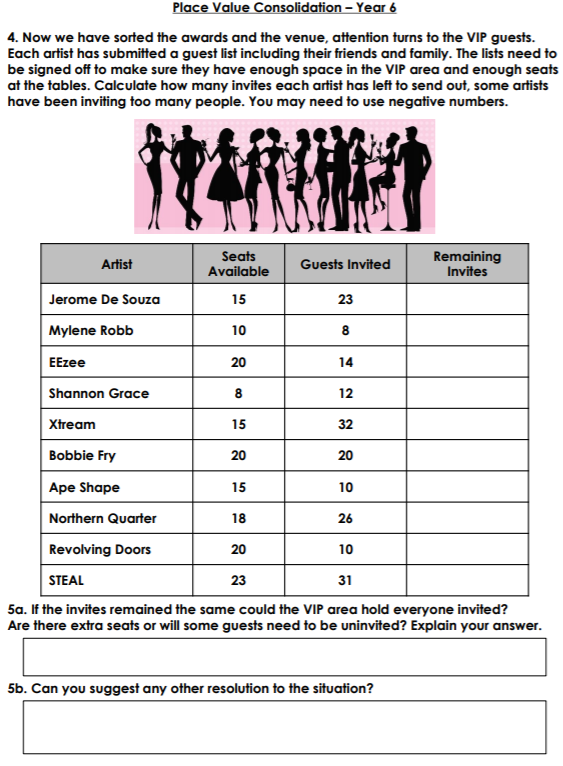 Place Value Consolidation – Year 6
4. Now we have sorted the awards and the venue, attention turns to the VIP guests.
Each artist has submitted a guest list including their friends and family. The lists need to
be signed off to make sure they have enough space in the VIP area and enough seats
at the tables. Calculate how many invites each artist has left to send out, some artists
have been inviting too many people. You may need to use negative numbers.
Artist Seats Available Guests Invited Remaining Invites
Jerome De Souza 15 23
Mylene Robb 10 8
EEzee 20 14
Shannon Grace 8 12
Xtream 15 32
Bobbie Fry 20 20
Ape Shape 15 10
Northern Quarter 18 26
Revolving Doors 20 10
STEAL 23 31
5a. If the invites remained the same could the VIP area hold everyone invited?
Are there extra seats or will some guests need to be uninvited? Explain your answer.
5b. Can you suggest any other resolution to the situation?